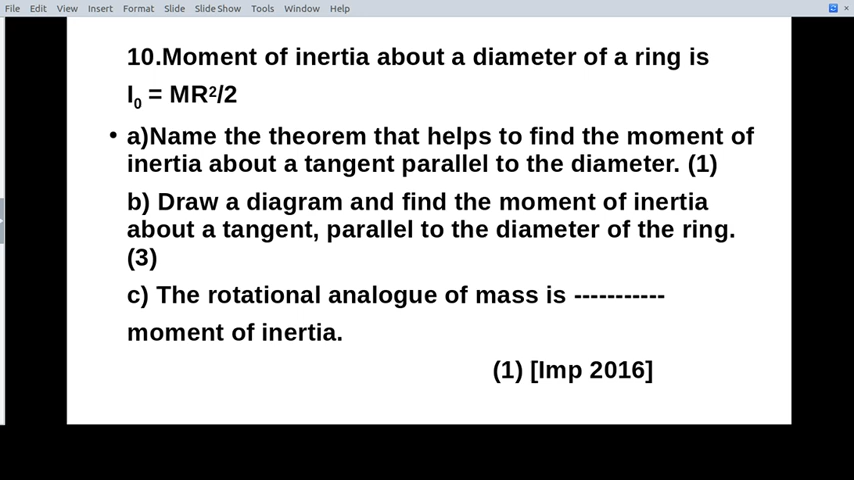 File Edit View Insert Format Slide Slide Show Tools Window Help
10.Moment of inertia about a diameter of a ring is
I₀ = MR²/2
• a)Name the theorem that helps to find the moment of
inertia about a tangent parallel to the diameter. (1)
b) Draw a diagram and find the moment of inertia
about a tangent, parallel to the diameter of the ring.
(3)
c) The rotational analogue of mass is -----------
moment of inertia.
(1) [Imp 2016]